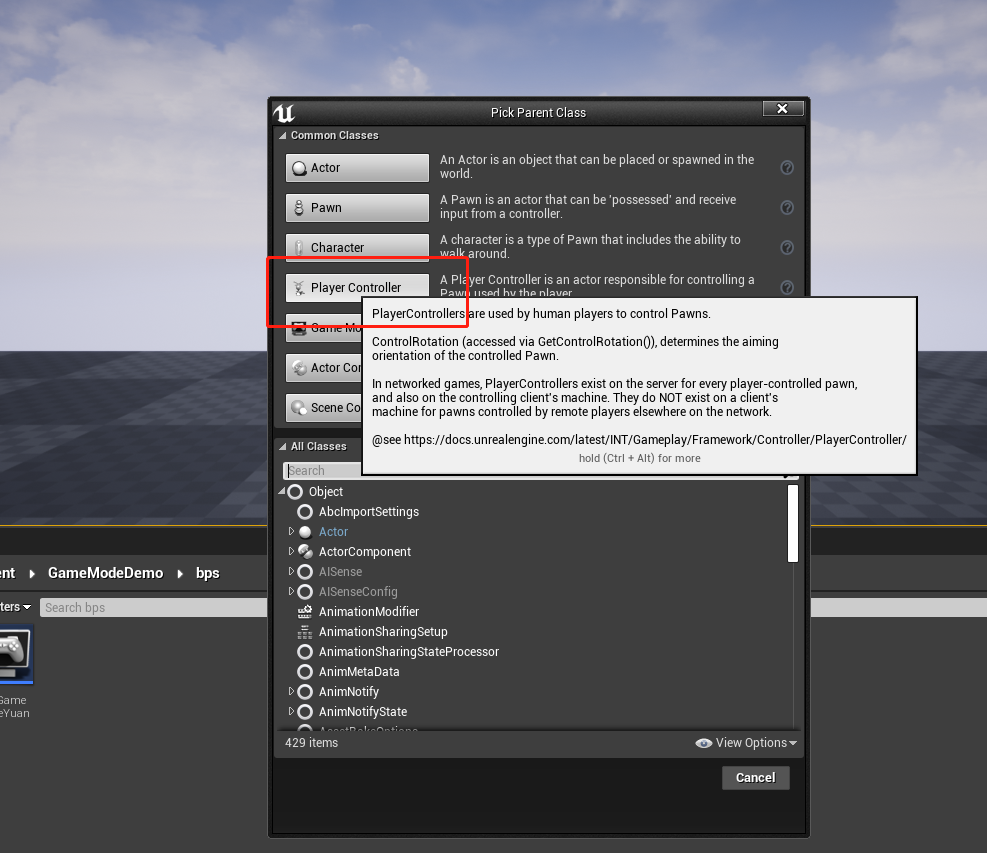 Pick Parent Class
Common Classes
Actor
An Actor is an object that can be placed or spawned in the
world.
Pawn
A Pawn is an actor that can be 'possessed' and receive
input from a controller.
Character
A character is a type of Pawn that includes the ability to
walk around.
Player Controller
A Player Controller is an actor responsible for controlling a
Pawn used by the player
Game Mo
Actor Con
Scene Co
PlayerControllers are used by human players to control Pawns.
ControlRotation (accessed via GetControlRotation()), determines the aiming
orientation of the controlled Pawn.
In networked games, PlayerControllers exist on the server for every player-controlled pawn,
and also on the controlling client's machine. They do NOT exist on a client's
machine for pawns controlled by remote players elsewhere on the network.
@see https://docs.unrealengine.com/latest/INT/Gameplay/Framework/Controller/PlayerController/
hold (Ctrl + Alt) for more
All Classes
Search
Object
AbcImportSettings
Actor
ActorComponent
AISense
AISenseConfig
AnimationModifier
AnimationSharingSetup
AnimationSharingStateProcessor
AnimMetaData
AnimNotify
AnimNotifyState
AssetBakeOptions
429 items
View Options
Cancel
ent
GameModeDemo
bps
ters
Search bps
Game
eYuan